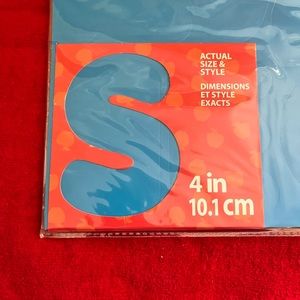 ACTUAL
SIZE &
STYLE
DIMENSIONS
ET STYLE
EXACTS
S
4 in
10.1 cm